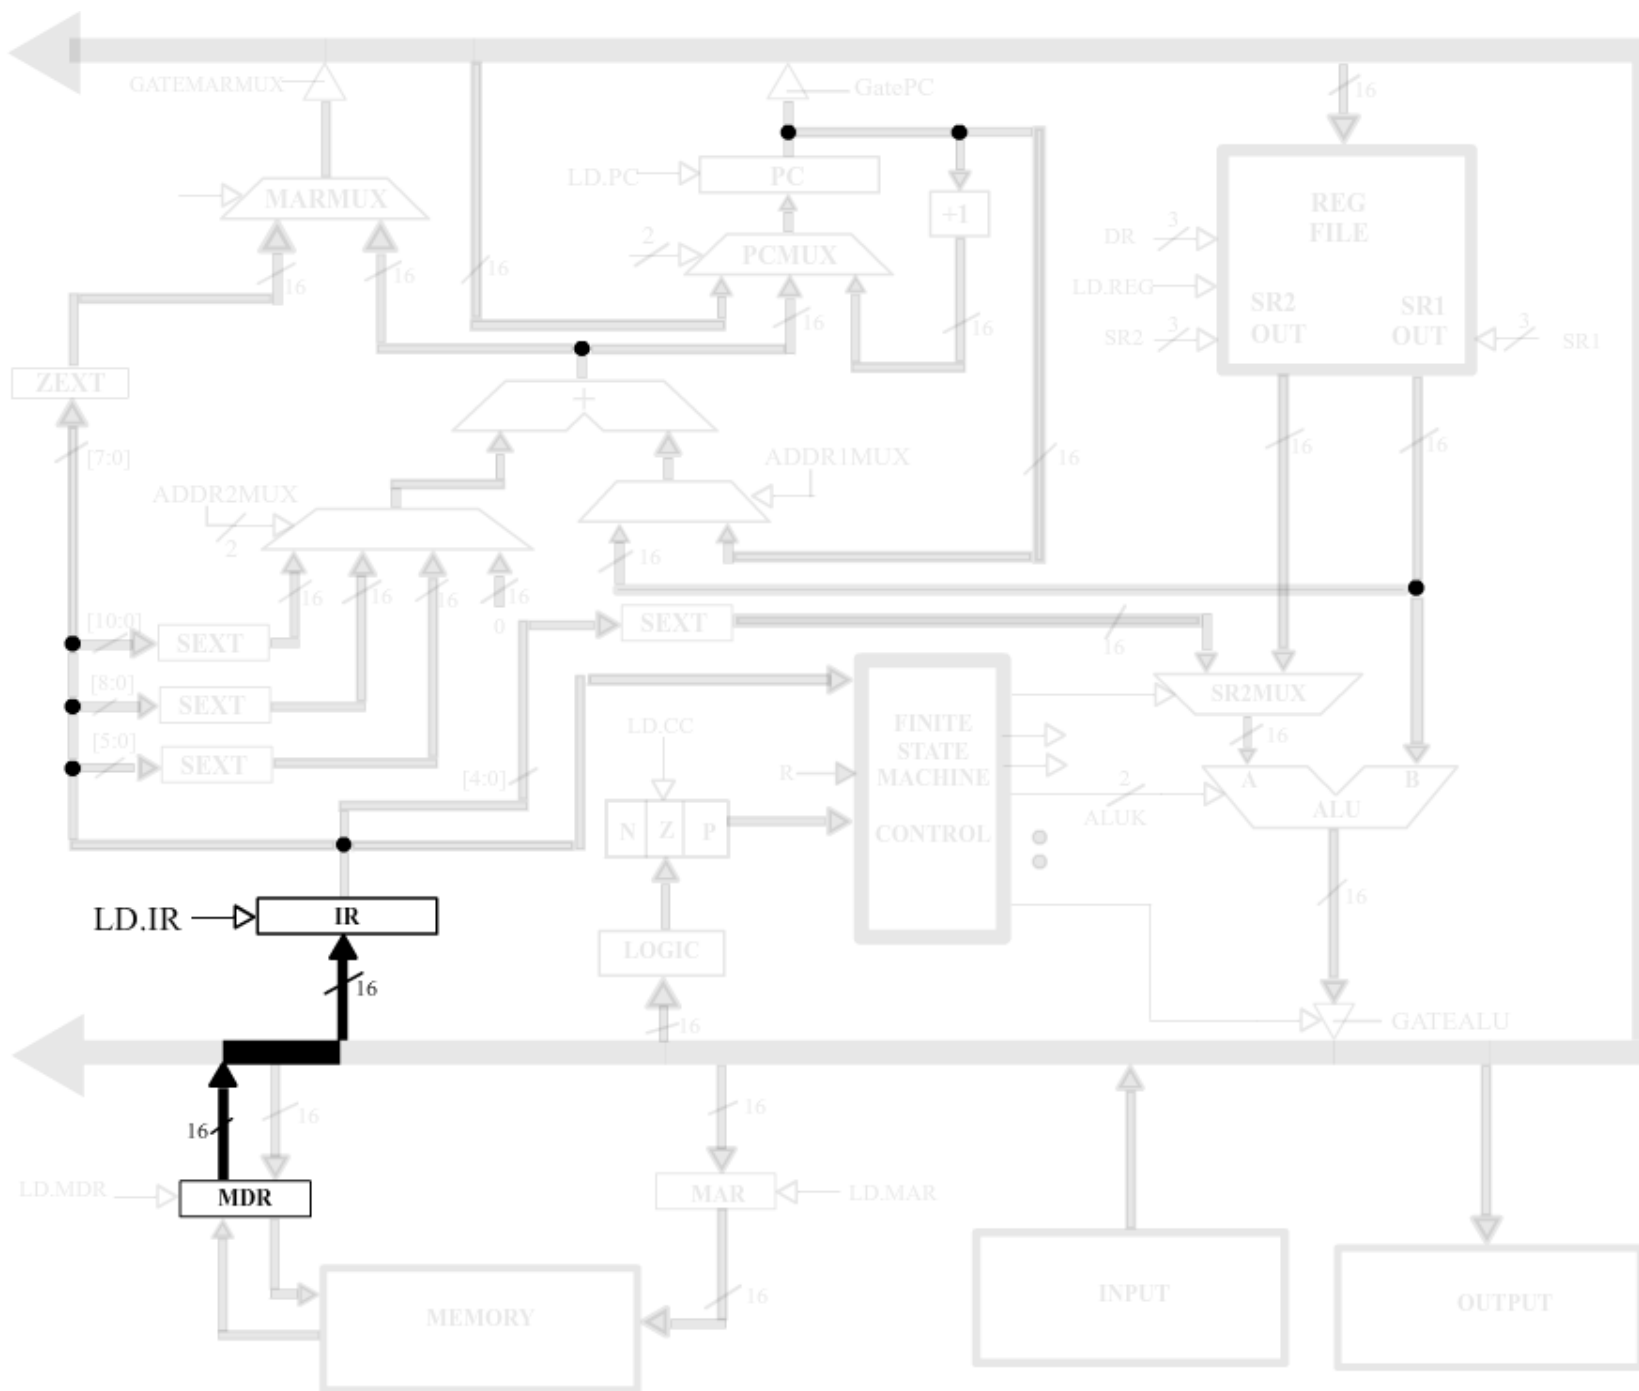 GATEMARMUX
GatePC
16
LD.PC
PC
MARMUX
+1
REG
FILE
3
DR
2
PCMUX
16
16
16
LD.REG
16
16
SR2
OUT
SR1
OUT
3
SR2
3
SR1
ZEXT
+
[7:0]
ADDR1MUX
16
16
16
ADDR2MUX
2
16
16
16
16
16
0
[10:0]
SEXT
SEXT
16
[8:0]
SEXT
SR2MUX
LD.CC
FINITE
STATE
MACHINE
CONTROL
16
[5:0]
SEXT
[4:0]
R
2
ALUK
A
B
ALU
N Z P
16
LD.IR
IR
LOGIC
16
16
GATEALU
16
16
16
LD.MDR
MDR
MAR
LD.MAR
16
MEMORY
INPUT
OUTPUT